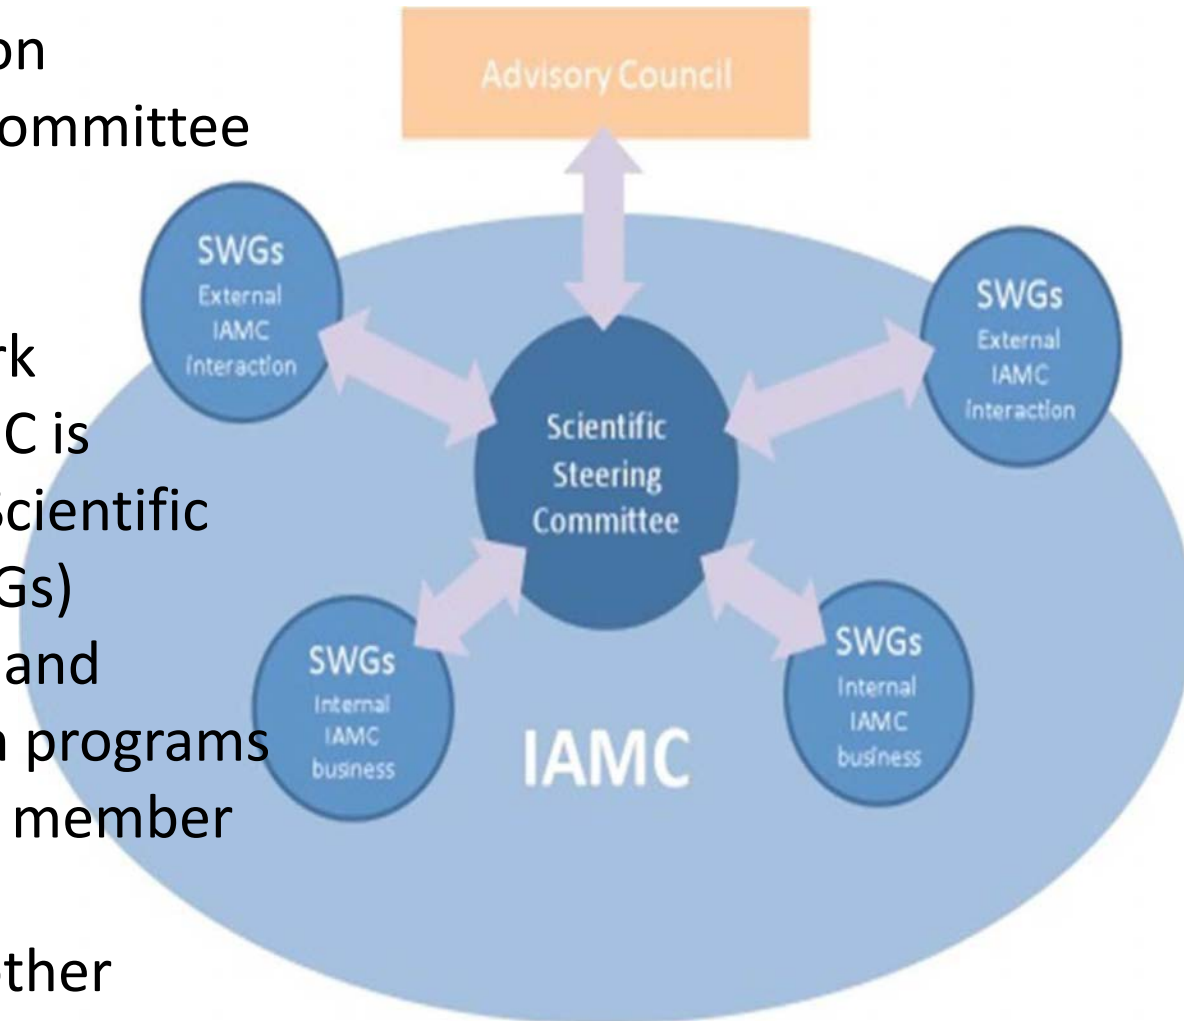 on
ommittee
rk
C is
Scientific
Gs)
and
programs
member
ther
Advisory Council
SWGs
External
IAMC
interaction
SWGs
External
IAMC
interaction
Scientific
Steering
Committee
SWGs
Internal
IAMC
business
SWGs
Internal
IAMC
business
IAMC